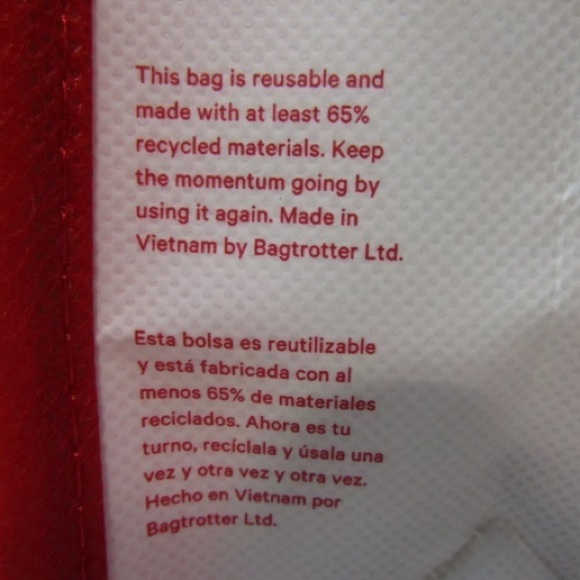 This bag is reusable and
made with at least 65%
recycled materials. Keep
the momentum going by
using it again. Made in
Vietnam by Bagtrotter Ltd.
Esta bolsa es reutilizable
y está fabricada con al
menos 65% de materiales
reciclados. Ahora es tu
turno, recíclala y úsala una
vez y otra vez y otra vez.
Hecho en Vietnam por
Bagtrotter Ltd.